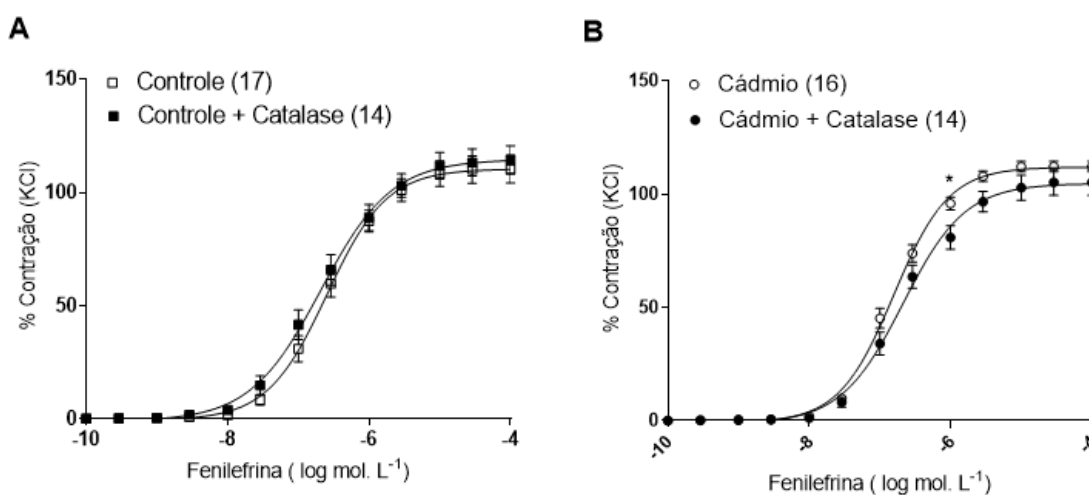 A
Controle (17)
Controle + Catalase (14)
150
100
50
0
% Contração (KCl)
-10
-8
-6
-4
Fenilefrina ( log mol. L⁻¹)
B
Cádmio (16)
Cádmio + Catalase (14)
150
100
50
0
% Contração (KCl)
*
-10
-8
-6
-4
Fenilefrina ( log mol. L⁻¹)